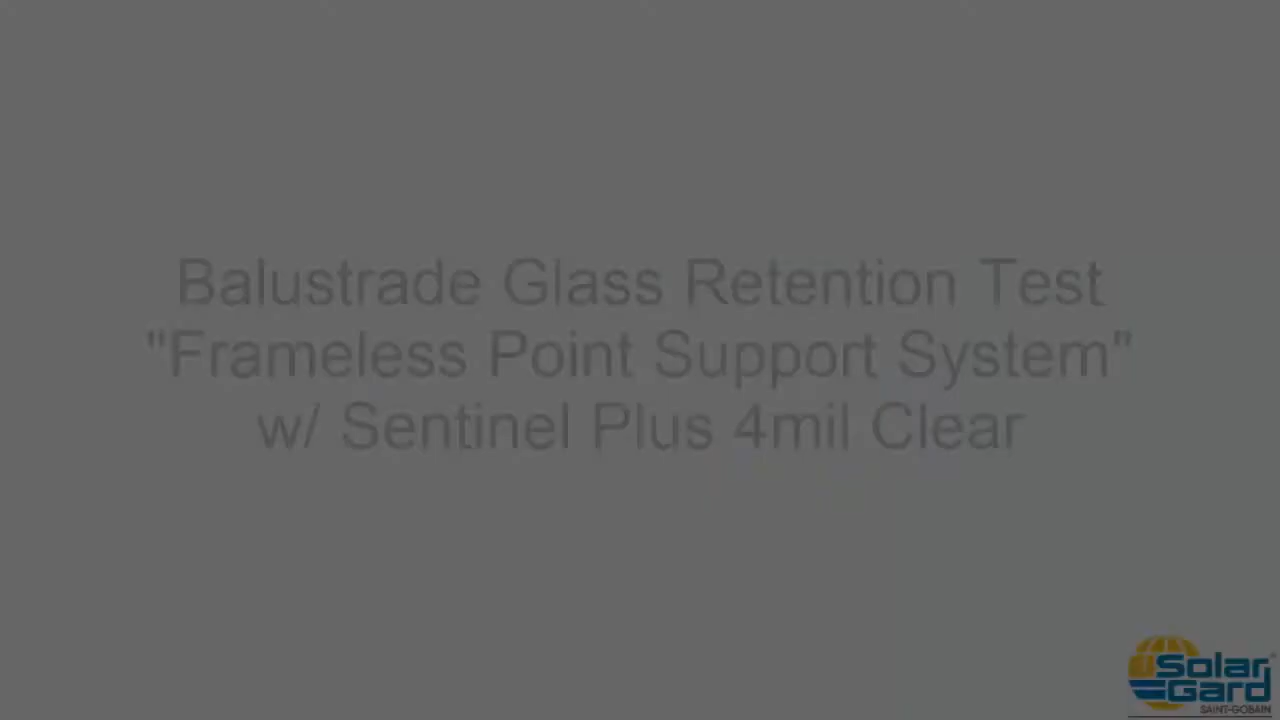 Balustrade Glass Retention Test
"Frameless Point Support System"
w/ Sentinel Plus 4mil Clear
Solar
Gard®
SAINT-GOBAIN